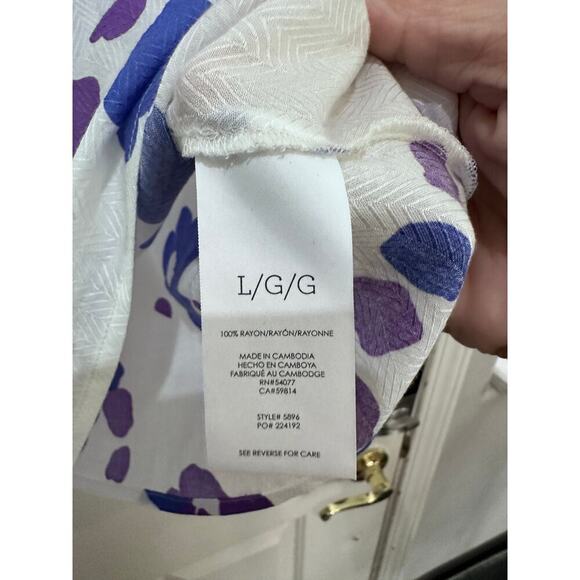 L/G/G
100% RAYON/RAYÓN/RAYONNE
MADE IN CAMBODIA
HECHO EN CAMBOYA
FABRIQUÉ AU CAMBODGE
RN#54077
CA#59814
STYLE# 5896
PO# 224192
SEE REVERSE FOR CARE